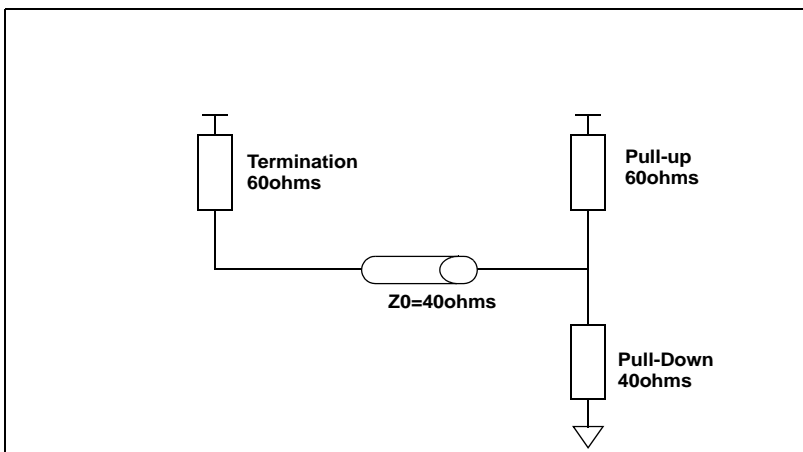 Termination
60ohms
Pull-up
60ohms
Z0=40ohms
Pull-Down
40ohms